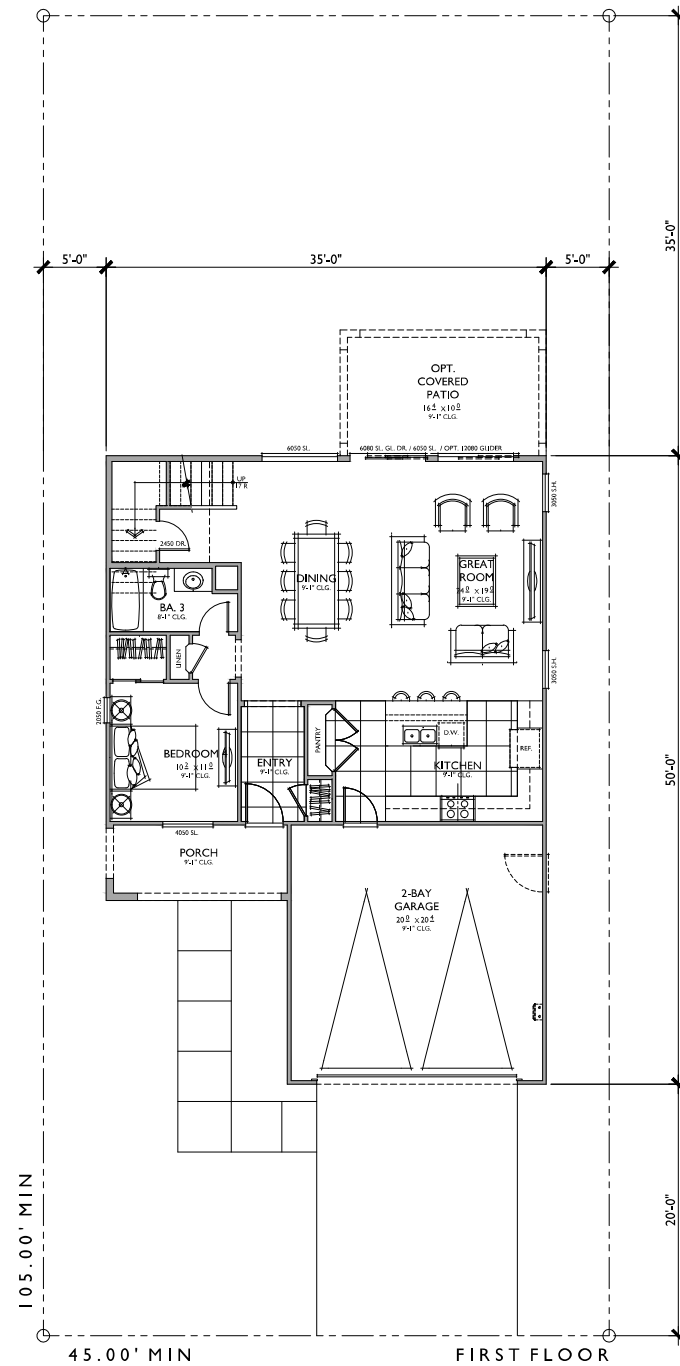 5'-0"
35'-0"
5'-0"
35'-0"
OPT.
COVERED
PATIO
16⁴ x 10⁰
9'-1" CLG.
6050 SL.
6080 SL. GL. DR. / 6050 SL. / OPT. 12080 GLIDER
UP
17 R
3050 S.H.
2450 DR.
DINING
9'-1" CLG.
GREAT
ROOM
9'-1" CLG.
BA. 3
8'-1" CLG.
LINEN
3050 S.H.
2050 F.G.
BEDROOM 4
10² x 11⁰
9'-1" CLG.
ENTRY
9'-1" CLG.
PANTRY
D.W.
REF.
KITCHEN
9'-1" CLG.
50'-0"
4050 SL.
PORCH
9'-1" CLG.
2-BAY
GARAGE
20⁰ x 20⁴
9'-1" CLG.
20'-0"
105.00' MIN
45.00' MIN
FIRST FLOOR